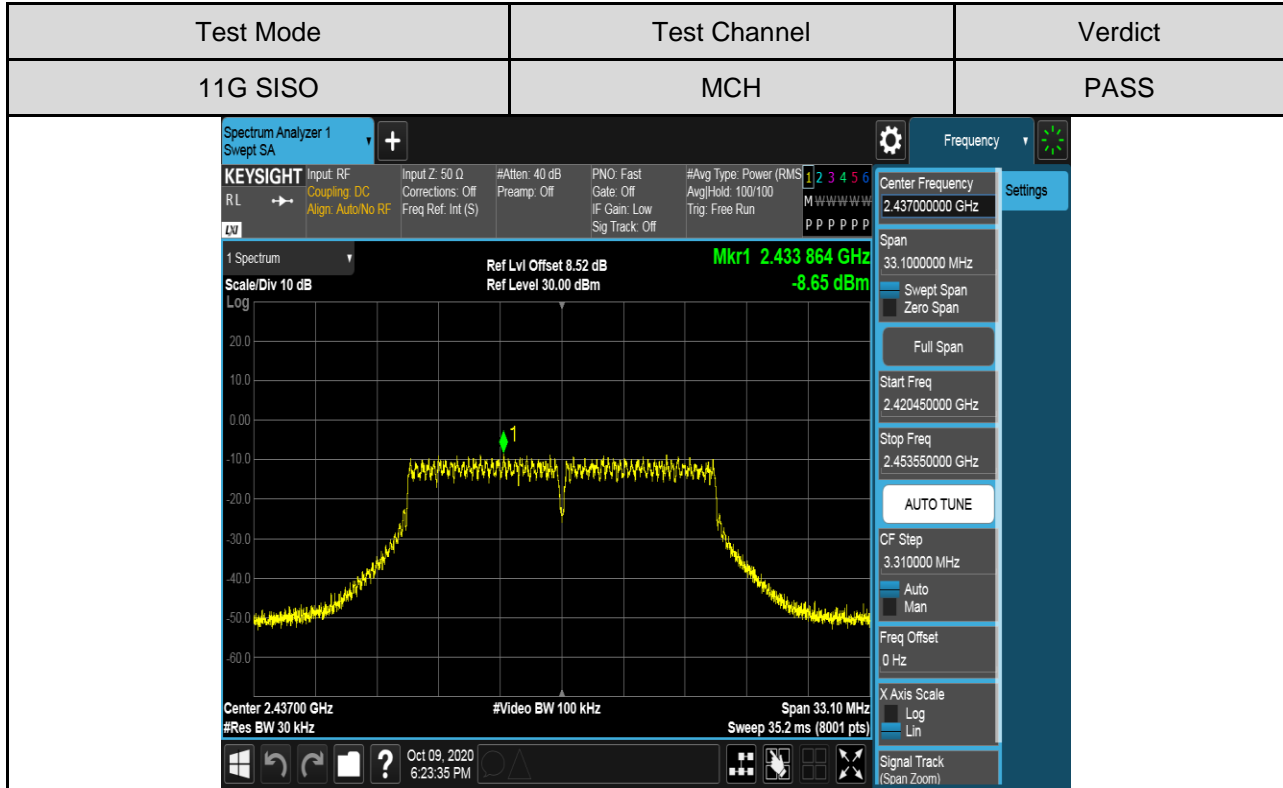 Test Mode Test Channel Verdict
11G SISO MCH PASS
Spectrum Analyzer 1
Swept SA
+
Frequency
KEYSIGHT Input: RF Input Z: 50 Ω #Atten: 40 dB PNO: Fast #Avg Type: Power (RMS 1 2 3 4 5 6
RL Coupling: DC Corrections: Off Preamp: Off Gate: Off Avg|Hold: 100/100 M W W W W W
Align: Auto/No RF Freq Ref: Int (S) IF Gain: Low Trig: Free Run
LXI Sig Track: Off P P P P P P
1 Spectrum Ref Lvl Offset 8.52 dB Mkr1 2.433 864 GHz
Scale/Div 10 dB Ref Level 30.00 dBm -8.65 dBm
Log
20.0
10.0
0.00
1
-10.0
-20.0
-30.0
-40.0
-50.0
-60.0
Center 2.43700 GHz #Video BW 100 kHz Span 33.10 MHz
#Res BW 30 kHz Sweep 35.2 ms (8001 pts)
? Oct 09, 2020
6:23:35 PM
Center Frequency Settings
2.437000000 GHz
Span
33.1000000 MHz
Swept Span
Zero Span
Full Span
Start Freq
2.420450000 GHz
Stop Freq
2.453550000 GHz
AUTO TUNE
CF Step
3.310000 MHz
Auto
Man
Freq Offset
0 Hz
X Axis Scale
Log
Lin
Signal Track
(Span Zoom)